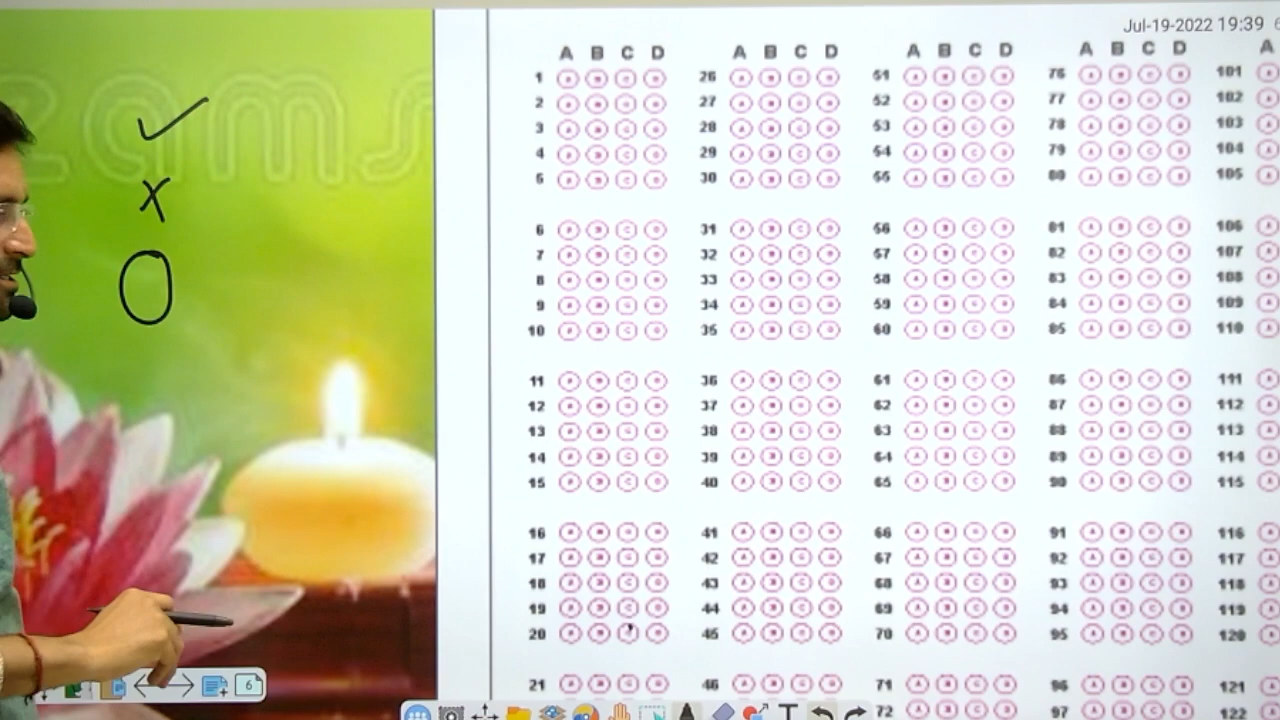 Jul-19-2022 19:39
zams
✓
X
O
A B C D A B C D A B C D A B C D A
1 A B C D 26 A B C D 51 A B C D 76 A B C D 101 A
2 A B C D 27 A B C D 52 A B C D 77 A B C D 102 A
3 A B C D 28 A B C D 53 A B C D 78 A B C D 103 A
4 A B C D 29 A B C D 54 A B C D 79 A B C D 104 A
5 A B C D 30 A B C D 55 A B C D 80 A B C D 105 A
6 A B C D 31 A B C D 56 A B C D 81 A B C D 106 A
7 A B C D 32 A B C D 57 A B C D 82 A B C D 107 A
8 A B C D 33 A B C D 58 A B C D 83 A B C D 108 A
9 A B C D 34 A B C D 59 A B C D 84 A B C D 109 A
10 A B C D 35 A B C D 60 A B C D 85 A B C D 110 A
11 A B C D 36 A B C D 61 A B C D 86 A B C D 111 A
12 A B C D 37 A B C D 62 A B C D 87 A B C D 112 A
13 A B C D 38 A B C D 63 A B C D 88 A B C D 113 A
14 A B C D 39 A B C D 64 A B C D 89 A B C D 114 A
15 A B C D 40 A B C D 65 A B C D 90 A B C D 115 A
16 A B C D 41 A B C D 66 A B C D 91 A B C D 116 A
17 A B C D 42 A B C D 67 A B C D 92 A B C D 117 A
18 A B C D 43 A B C D 68 A B C D 93 A B C D 118 A
19 A B C D 44 A B C D 69 A B C D 94 A B C D 119 A
20 A B C D 45 A B C D 70 A B C D 95 A B C D 120 A
21 A B C D 46 A B C D 71 A B C D 96 A B C D 121 A
72 A B C D 97 A B C D 122
6
T